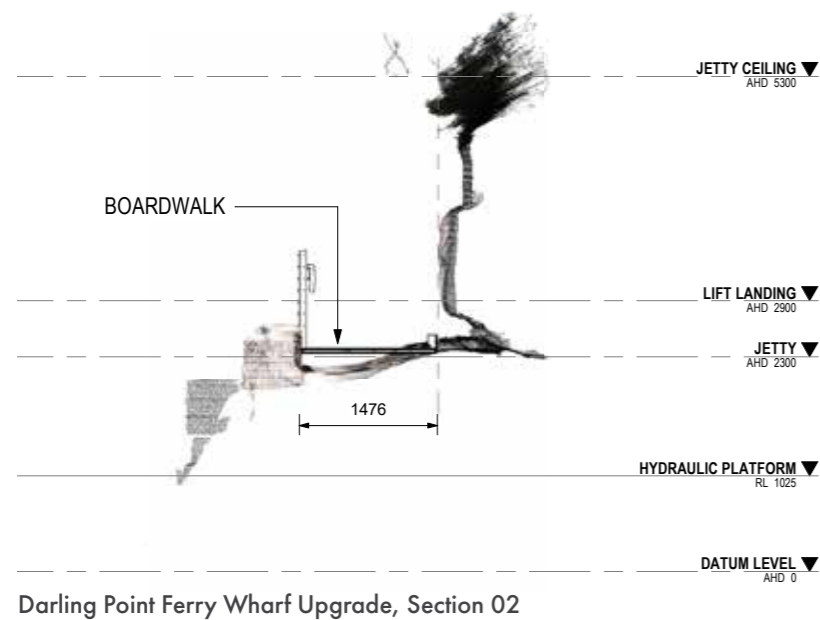 JETTY CEILING
AHD 5300
BOARDWALK
LIFT LANDING
AHD 2900
JETTY
AHD 2300
1476
HYDRAULIC PLATFORM
RL 1025
DATUM LEVEL
AHD 0
Darling Point Ferry Wharf Upgrade, Section 02